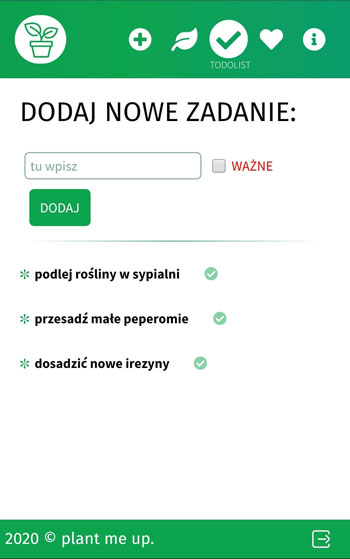 TODOLIST
DODAJ NOWE ZADANIE:
tu wpisz
WAŻNE
DODAJ
podlej rośliny w sypialni
przesadź małe peperomie
dosadzić nowe irezyny
2020 © plant me up.